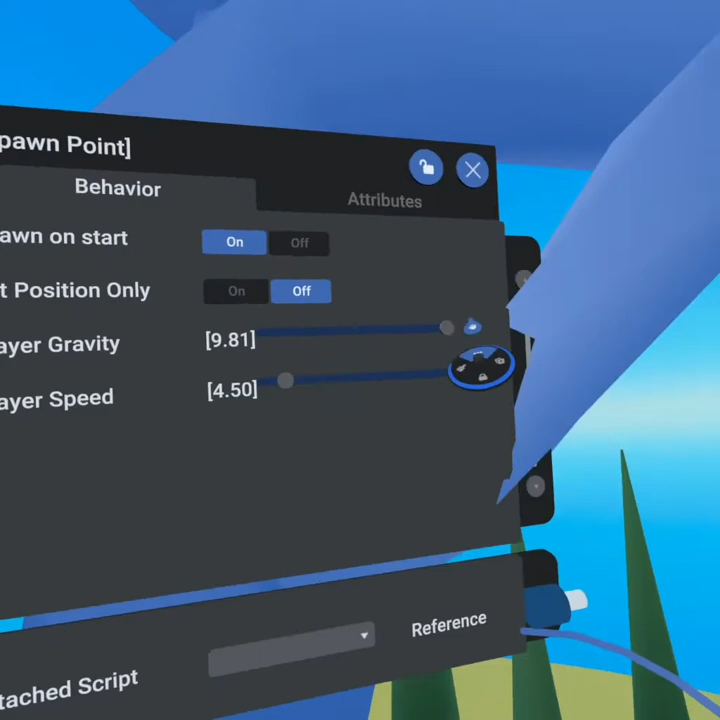 pawn Point]
Behavior
Attributes
awn on start
On
Off
t Position Only
On
Off
ayer Gravity
[9.81]
ayer Speed
[4.50]
tached Script
Reference